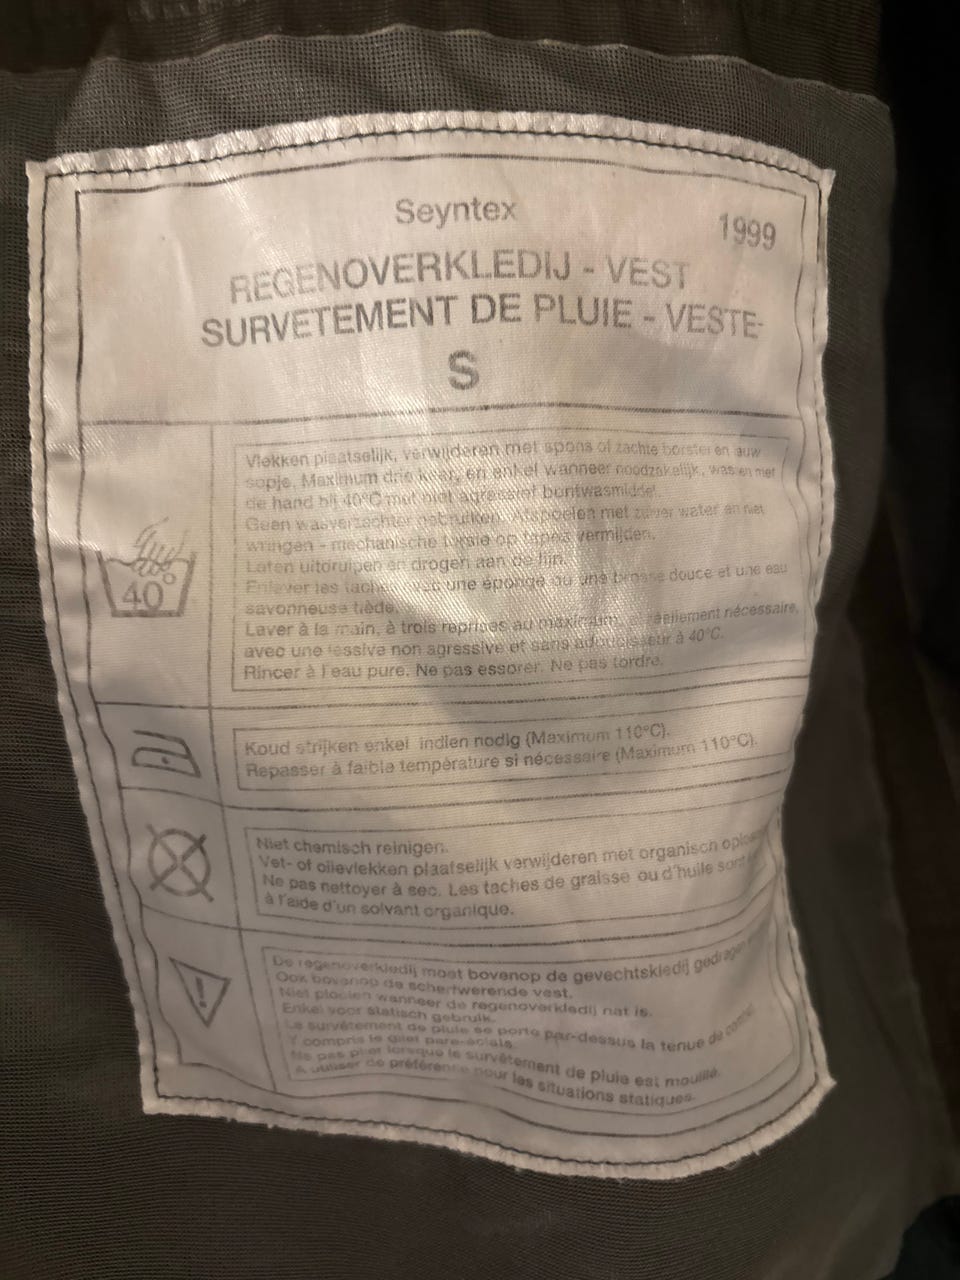 Seyntex
1999
REGENOVERKLEDIJ - VEST
SURVETEMENT DE PLUIE - VESTE-
S
Vlekken plaatselijk, verwijderen met spons of zachte borstel en
sopje. Maximum drie en enkel wanneer noodzakelijk, wassen met
de hand bij 40°C met niet agressief bontwasmiddel.
Geen wasverzachter gebruiken. Afspoelen met zuiver water en niet
wringen - mechanische torsie op tapes vermijden.
Laten uitdruipen en drogen aan de lijn.
Enlever les une éponge ou une brosse douce et une eau
savonneuse tiède.
Laver à la main, à trois reprises au maximum, si réellement nécessaire,
avec une lessive non agressive et sans adoucisseur à 40°C.
Rincer à l'eau pure. Ne pas essorer. Ne pas tordre.
40°
Koud strijken enkel indien nodig (Maximum 110°C).
Repasser à faible température si nécessaire (Maximum 110°C).
Niet chemisch reinigen.
Vet- of olievlekken plaatselijk verwijderen met organisch
Ne pas nettoyer à sec. Les taches de graisse ou d'huile sont
à l'aide d'un solvant organique.
!
De regenoverkledij moet bovenop de gevechtskledij
Ook bovenop de scherfwerende vest.
Niet plooien wanneer de regenoverkledij nat is.
Enkel voor statisch gebruik.
Le survêtement de pluie se porte par-dessus la tenue de
Y compris le gilet pare-éclats.
Ne pas plier lorsque le survêtement de pluie est mouillé.
A utiliser de préférence pour les situations statiques.